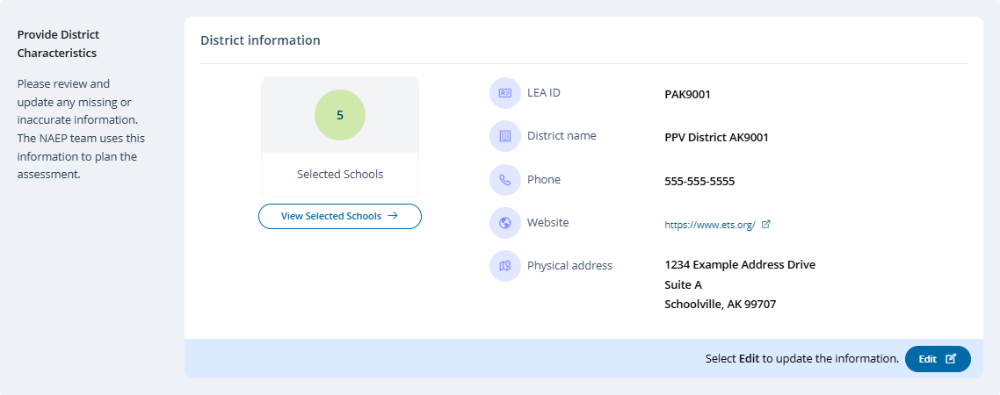 Provide District
Characteristics
Please review and
update any missing or
inaccurate information.
The NAEP team uses this
information to plan the
assessment.
District information
5
Selected Schools
View Selected Schools
LEA ID
PAK9001
District name
PPV District AK9001
Phone
555-555-5555
Website
https://www.ets.org/
Physical address
1234 Example Address Drive
Suite A
Schoolville, AK 99707
Select Edit to update the information.
Edit